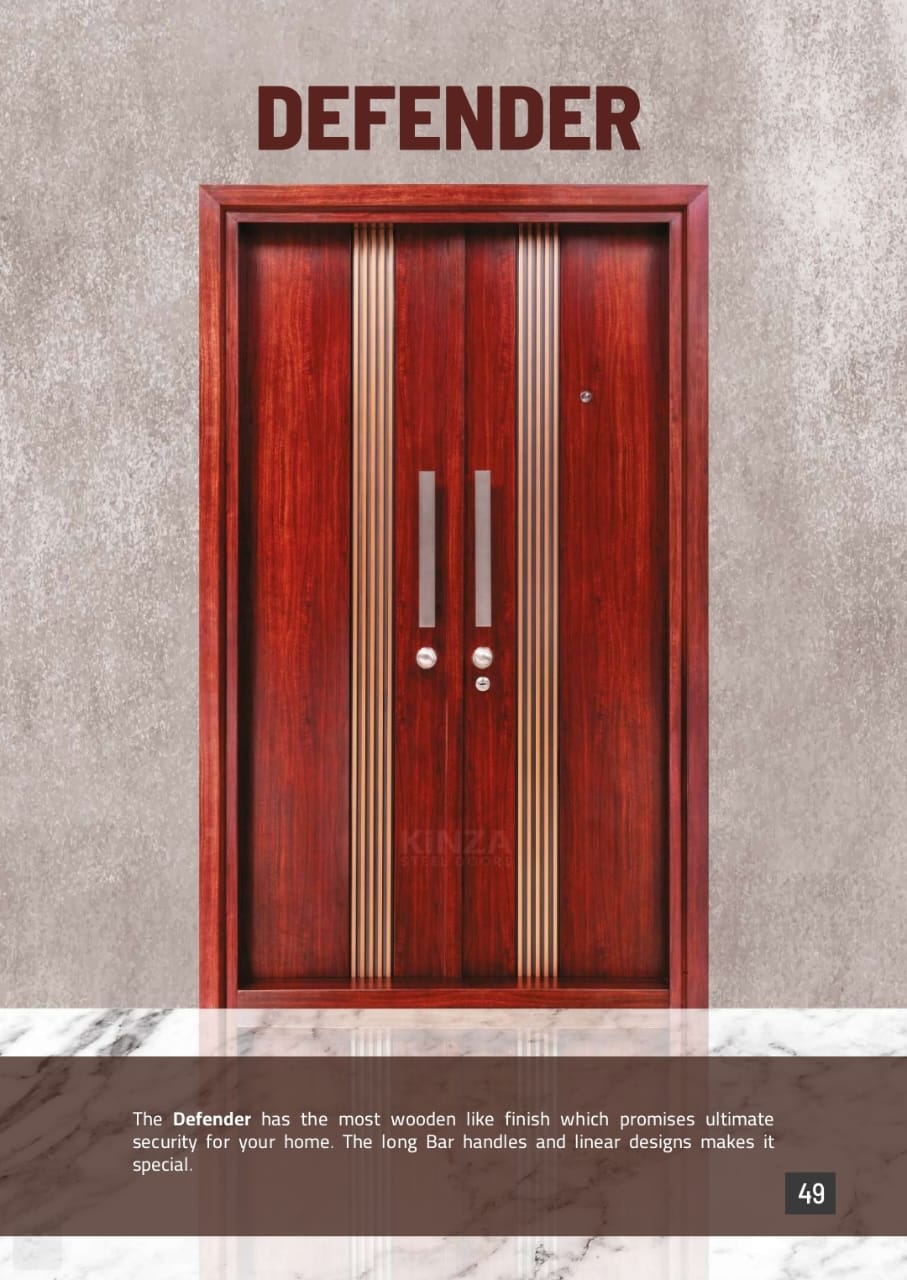 DEFENDER
KiNZA
STEEL DOORS
The Defender has the most wooden like finish which promises ultimate
security for your home. The long Bar handles and linear designs makes it
special.
49